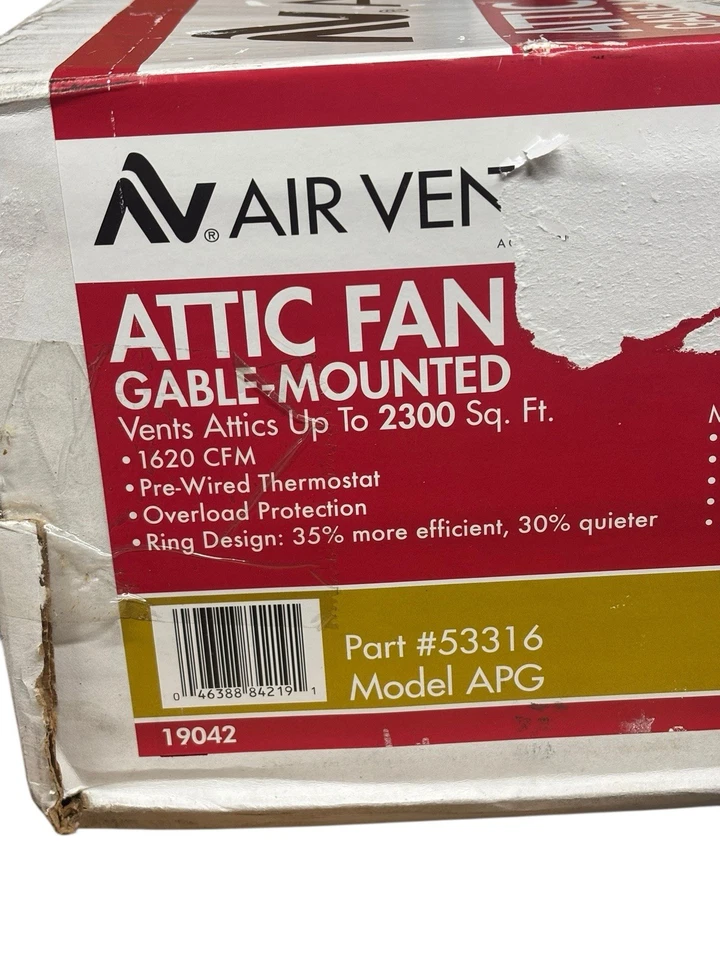 AV® AIR VEN
ATTIC FAN
GABLE-MOUNTED
Vents Attics Up To 2300 Sq. Ft.
• 1620 CFM
• Pre-Wired Thermostat
• Overload Protection
• Ring Design: 35% more efficient, 30% quieter
0 46388 84219 1
Part #53316
Model APG
19042